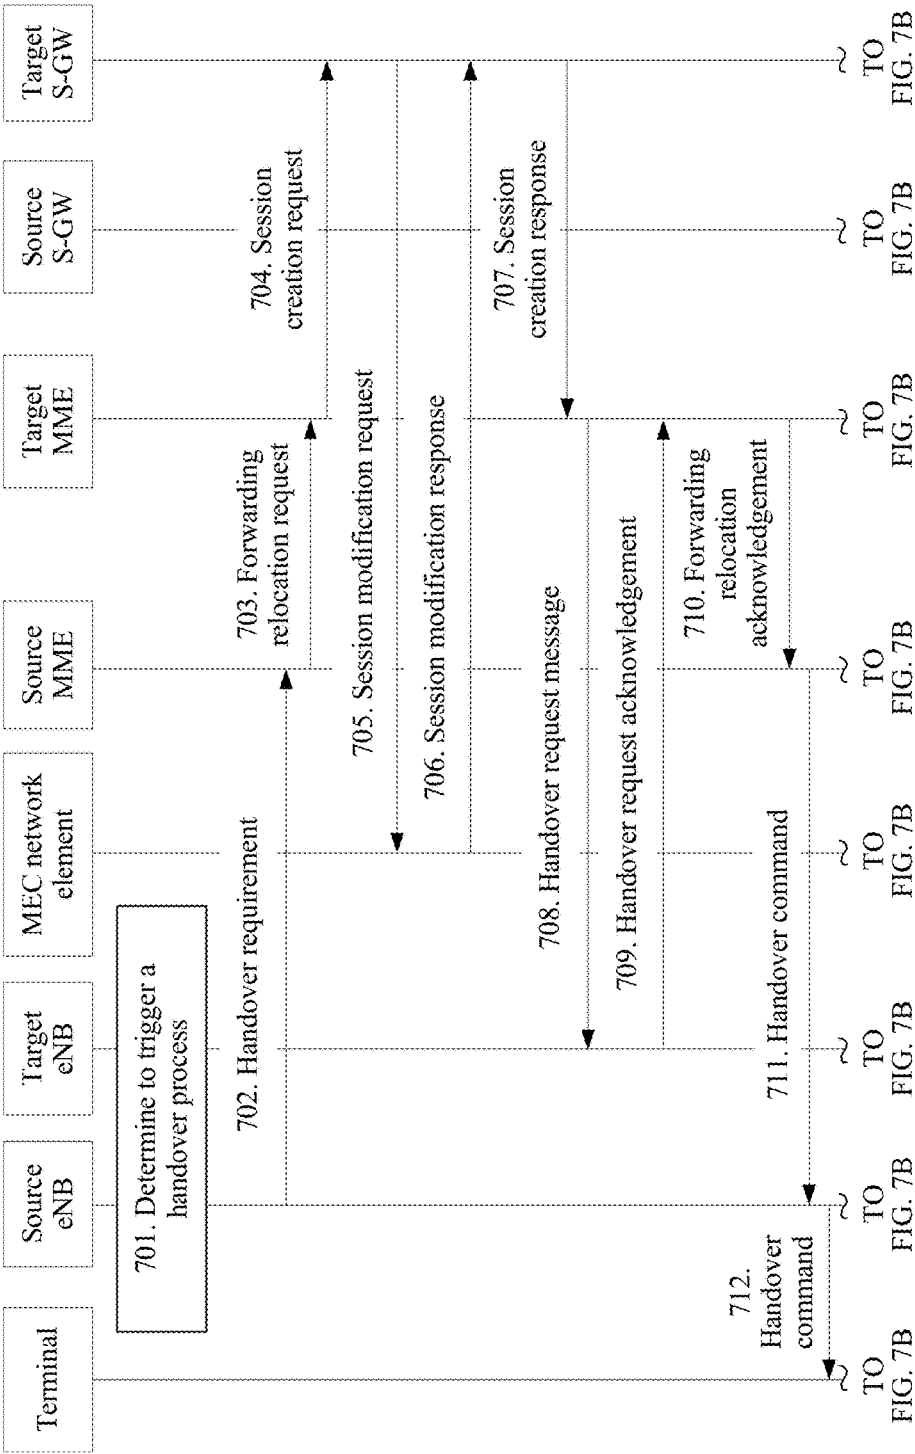 Terminal
Source
eNB
Target
eNB
MEC network
element
Source
MME
Target
MME
Source
S-GW
Target
S-GW
701. Determine to trigger a
handover process
702. Handover requirement
703. Forwarding
relocation request
704. Session
creation request
705. Session modification request
706. Session modification response
707. Session
creation response
708. Handover request message
709. Handover request acknowledgement
710. Forwarding
relocation
acknowledgement
711. Handover command
712.
Handover
command
TO
FIG. 7B
TO
FIG. 7B
TO
FIG. 7B
TO
FIG. 7B
TO
FIG. 7B
TO
FIG. 7B
TO
FIG. 7B
TO
FIG. 7B